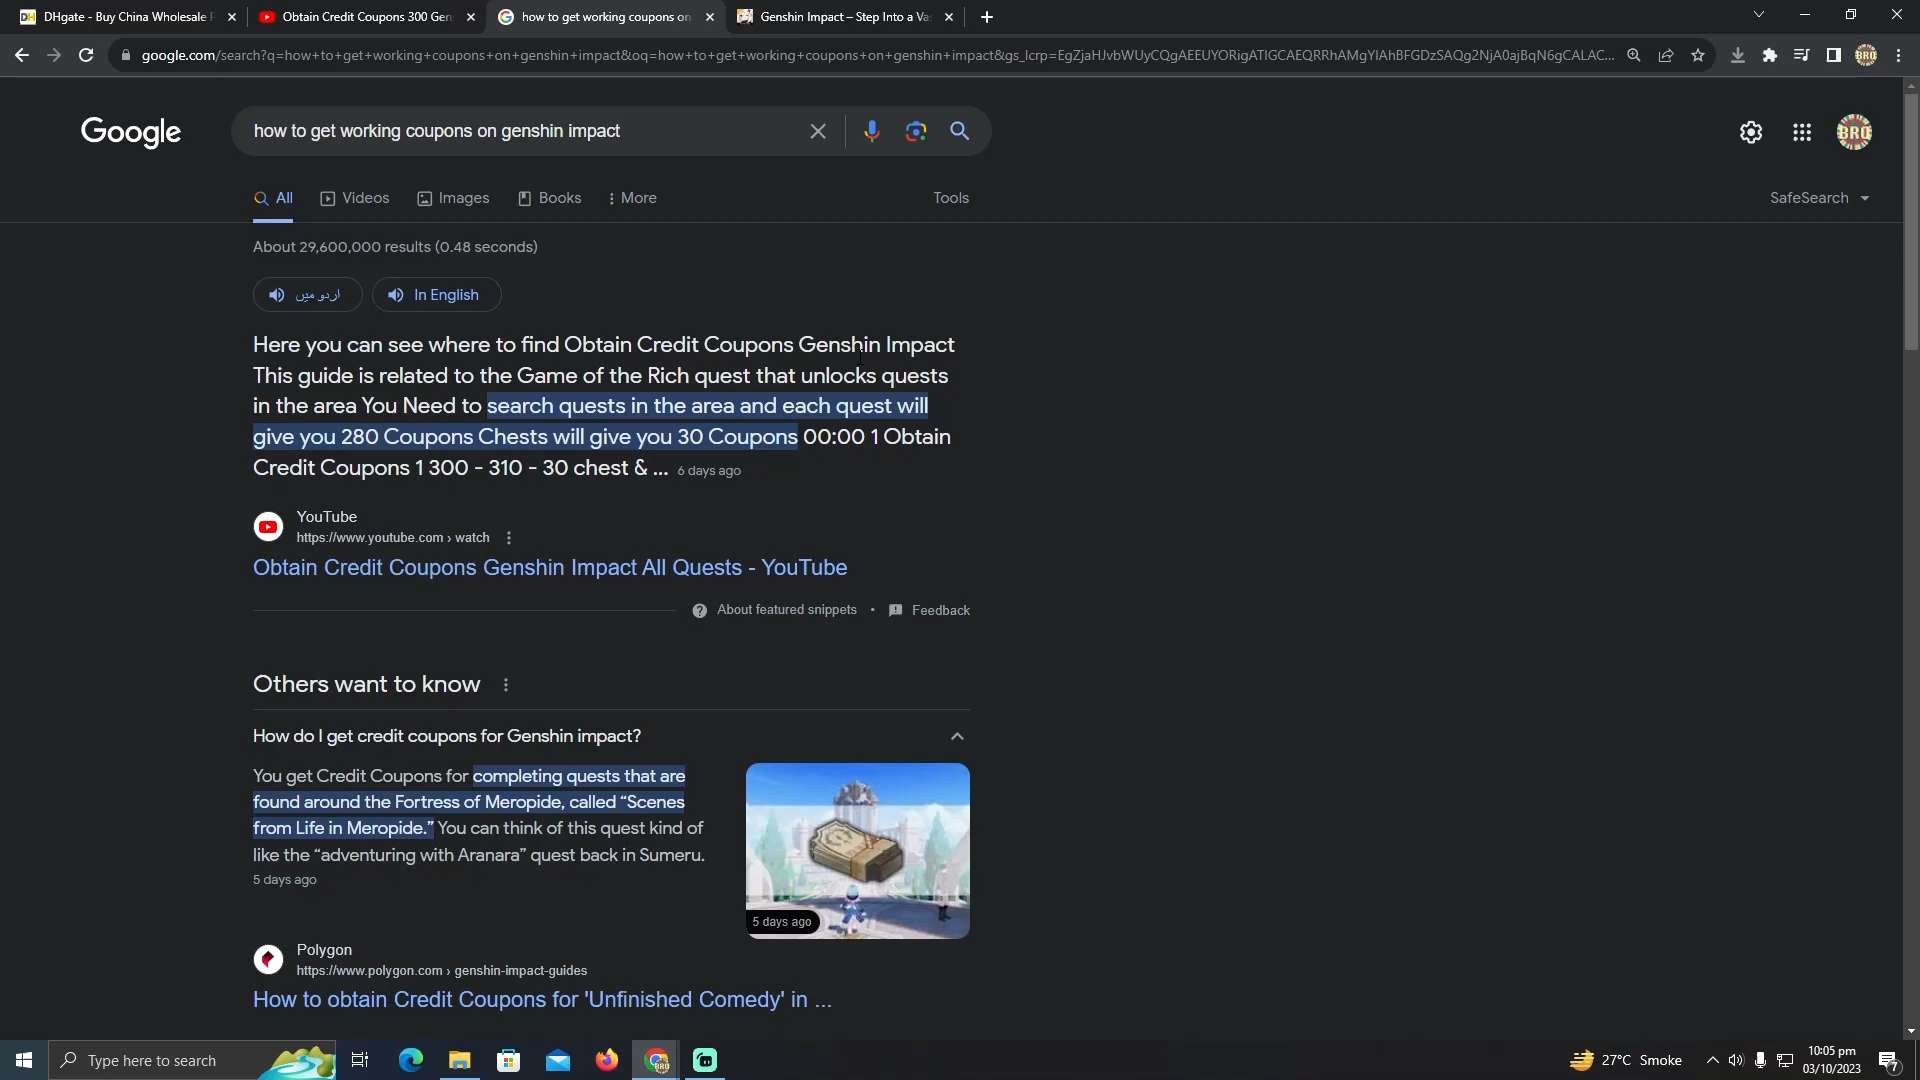 DHgate - Buy China Wholesale P
Obtain Credit Coupons 300 Gen
how to get working coupons on
Genshin Impact – Step Into a Va
google.com/search?q=how+to+get+working+coupons+on+genshin+impact&oq=how+to+get+working+coupons+on+genshin+impact&gs_lcrp=EgZjaHJvbWUyCQgAEEUYORigATIGCAEQRRhAMgYIAhBFGDzSAQg2NjA0ajBqN6gCALAC...
BRO
Google
how to get working coupons on genshin impact
BRO
All
Videos
Images
Books
More
Tools
SafeSearch
About 29,600,000 results (0.48 seconds)
اردو میں
In English
Here you can see where to find Obtain Credit Coupons Genshin Impact
This guide is related to the Game of the Rich quest that unlocks quests
in the area You Need to search quests in the area and each quest will
give you 280 Coupons Chests will give you 30 Coupons 00:00 1 Obtain
Credit Coupons 1 300 - 310 - 30 chest & ... 6 days ago
YouTube
https://www.youtube.com › watch
Obtain Credit Coupons Genshin Impact All Quests - YouTube
About featured snippets • Feedback
Others want to know
How do I get credit coupons for Genshin impact?
You get Credit Coupons for completing quests that are
found around the Fortress of Meropide, called “Scenes
from Life in Meropide.” You can think of this quest kind of
like the “adventuring with Aranara” quest back in Sumeru.
5 days ago
5 days ago
Polygon
https://www.polygon.com › genshin-impact-guides
How to obtain Credit Coupons for 'Unfinished Comedy' in ...
Type here to search
27°C Smoke
10:05 pm
03/10/2023
7